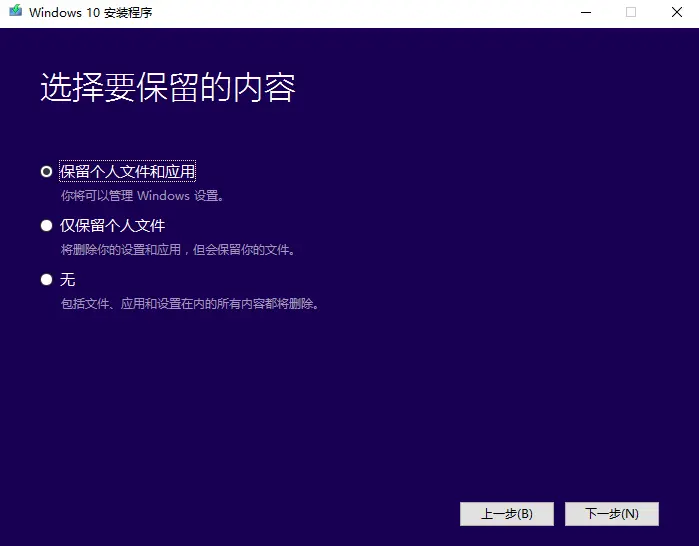 Windows 10 安装程序
选择要保留的内容
保留个人文件和应用
你将可以管理 Windows 设置。
仅保留个人文件
将删除你的设置和应用，但会保留你的文件。
无
包括文件、应用和设置在内的所有内容都将删除。
上一步(B)
下一步(N)